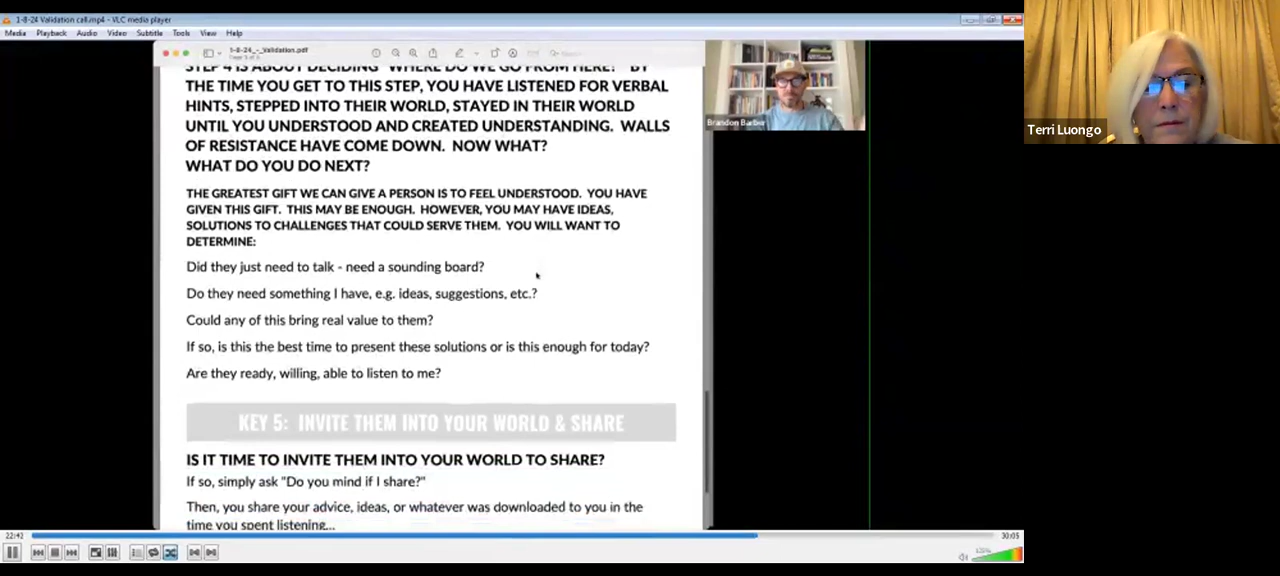 1-8-24 Validation call.mp4 - VLC media player
Media Playback Audio Video Subtitle Tools View Help
1-8-24_-_Validation.pdf
STEP 4 IS ABOUT DECIDING "WHERE DO WE GO FROM HERE?" BY
THE TIME YOU GET TO THIS STEP, YOU HAVE LISTENED FOR VERBAL
HINTS, STEPPED INTO THEIR WORLD, STAYED IN THEIR WORLD
UNTIL YOU UNDERSTOOD AND CREATED UNDERSTANDING. WALLS
OF RESISTANCE HAVE COME DOWN. NOW WHAT?
WHAT DO YOU DO NEXT?
THE GREATEST GIFT WE CAN GIVE A PERSON IS TO FEEL UNDERSTOOD. YOU HAVE
GIVEN THIS GIFT. THIS MAY BE ENOUGH. HOWEVER, YOU MAY HAVE IDEAS,
SOLUTIONS TO CHALLENGES THAT COULD SERVE THEM. YOU WILL WANT TO
DETERMINE:
Did they just need to talk - need a sounding board?
Do they need something I have, e.g. ideas, suggestions, etc.?
Could any of this bring real value to them?
If so, is this the best time to present these solutions or is this enough for today?
Are they ready, willing, able to listen to me?
KEY 5: INVITE THEM INTO YOUR WORLD & SHARE
IS IT TIME TO INVITE THEM INTO YOUR WORLD TO SHARE?
If so, simply ask "Do you mind if I share?"
Then, you share your advice, ideas, or whatever was downloaded to you in the
time you spent listening...
Brandon Barber
Terri Luongo
22:42
30:05